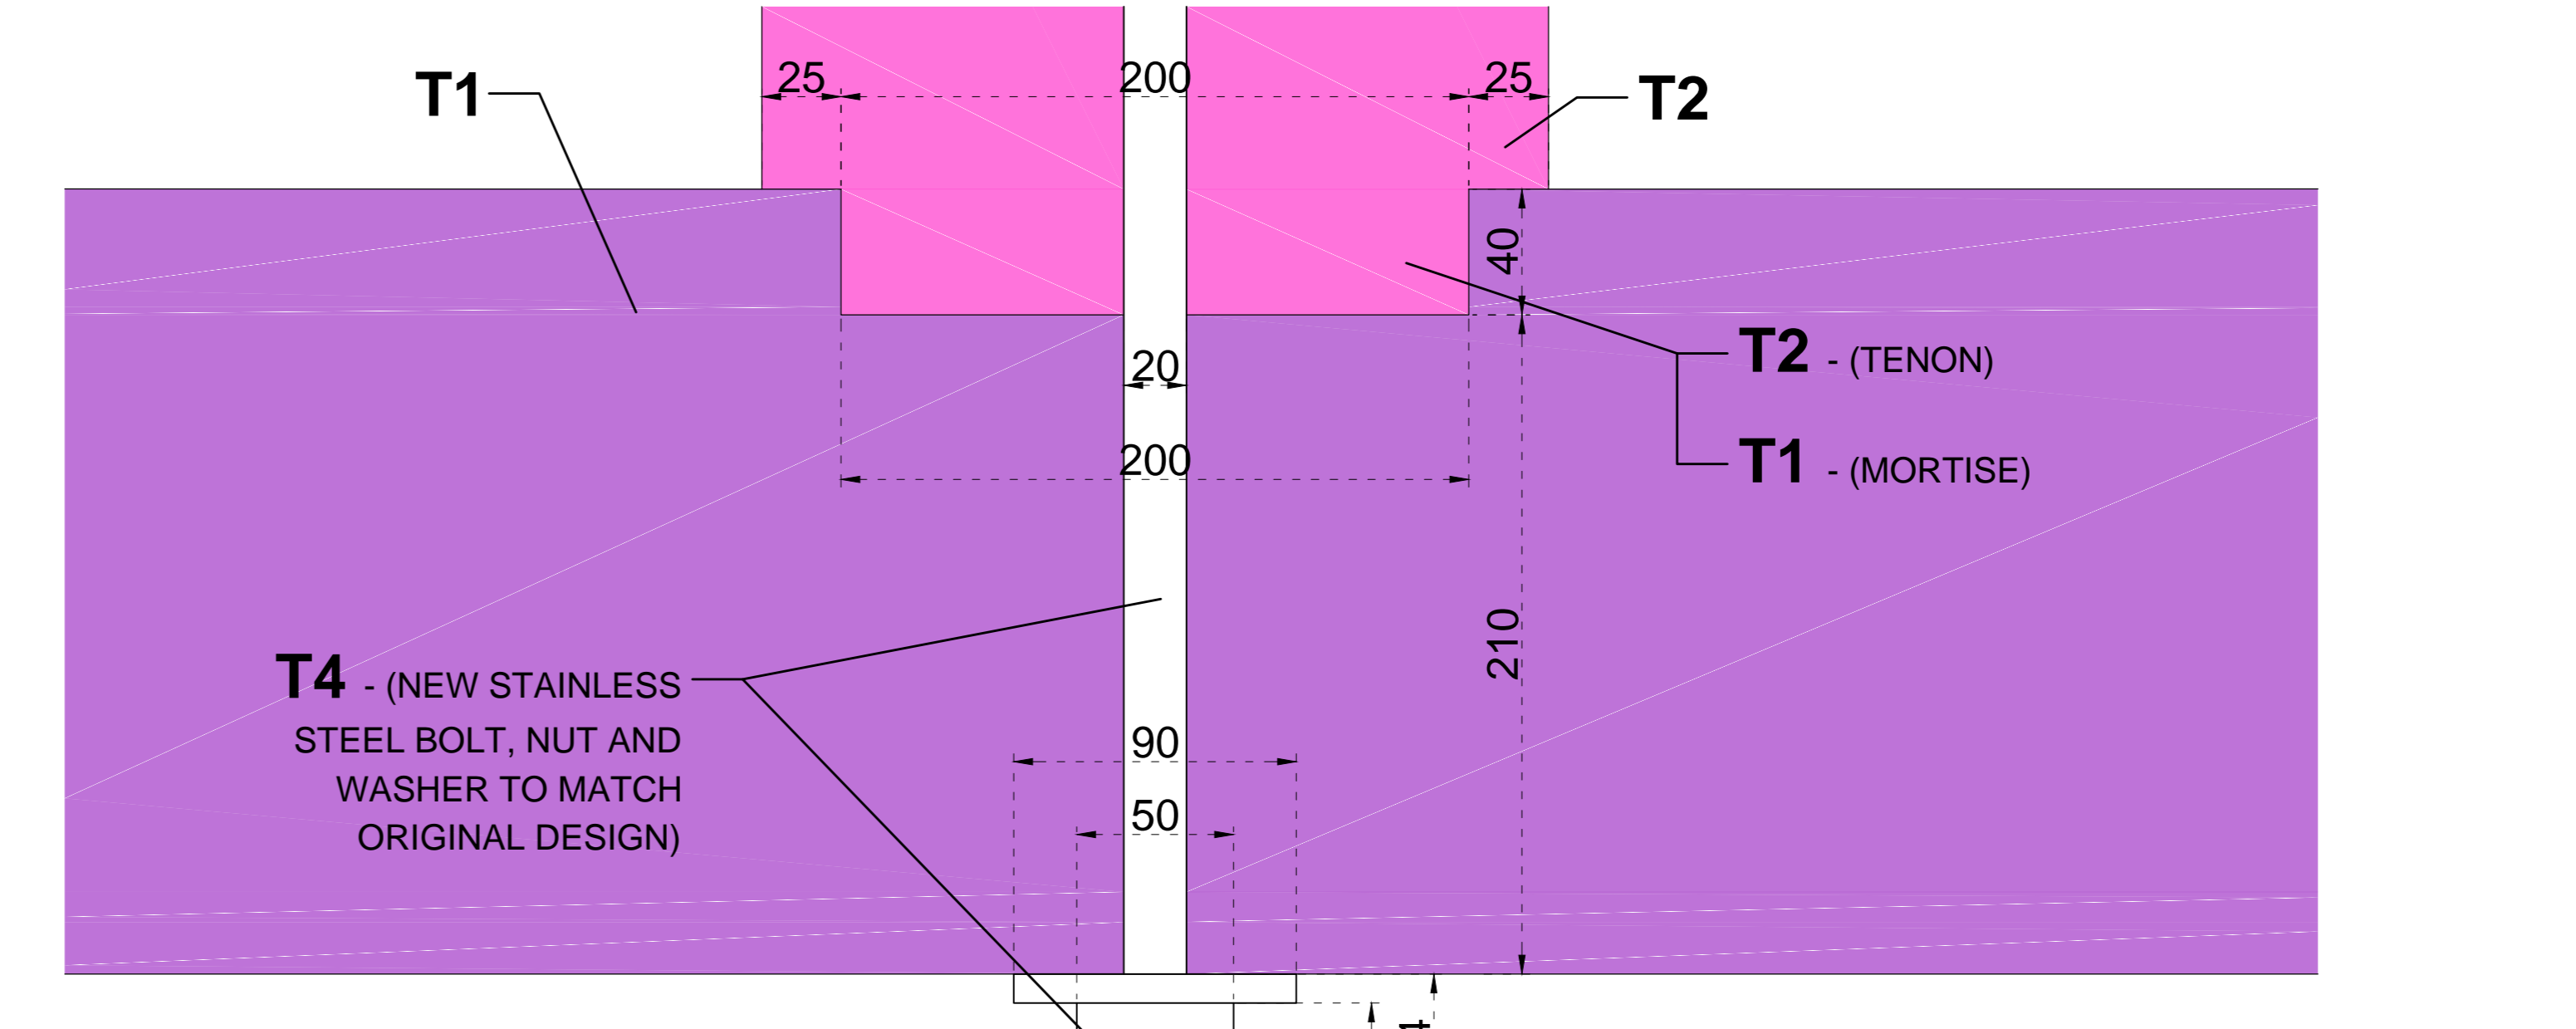 25
200
25
T1
T2
40
T2 - (TENON)
20
T1 - (MORTISE)
200
210
T4 - (NEW STAINLESS
STEEL BOLT, NUT AND
WASHER TO MATCH
ORIGINAL DESIGN)
90
50